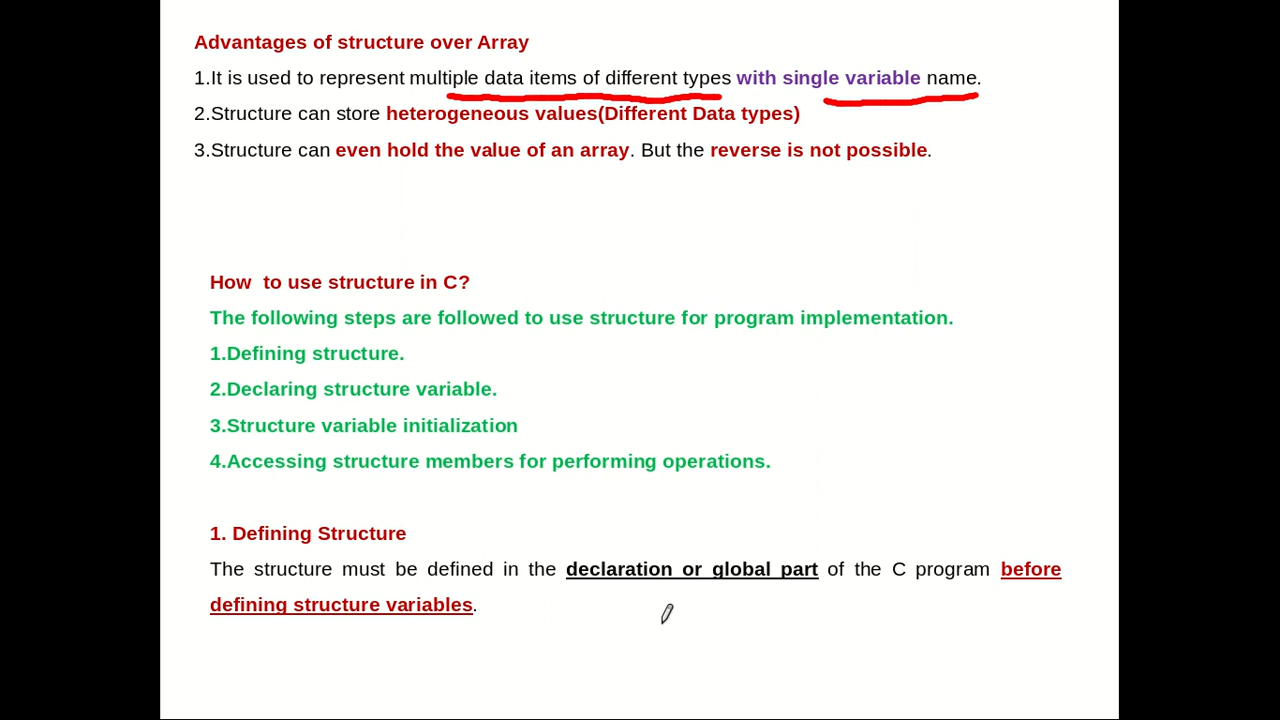 Advantages of structure over Array
1.It is used to represent multiple data items of different types with single variable name.
2.Structure can store heterogeneous values(Different Data types)
3.Structure can even hold the value of an array. But the reverse is not possible.
How to use structure in C?
The following steps are followed to use structure for program implementation.
1.Defining structure.
2.Declaring structure variable.
3.Structure variable initialization
4.Accessing structure members for performing operations.
1. Defining Structure
The structure must be defined in the declaration or global part of the C program before
defining structure variables.